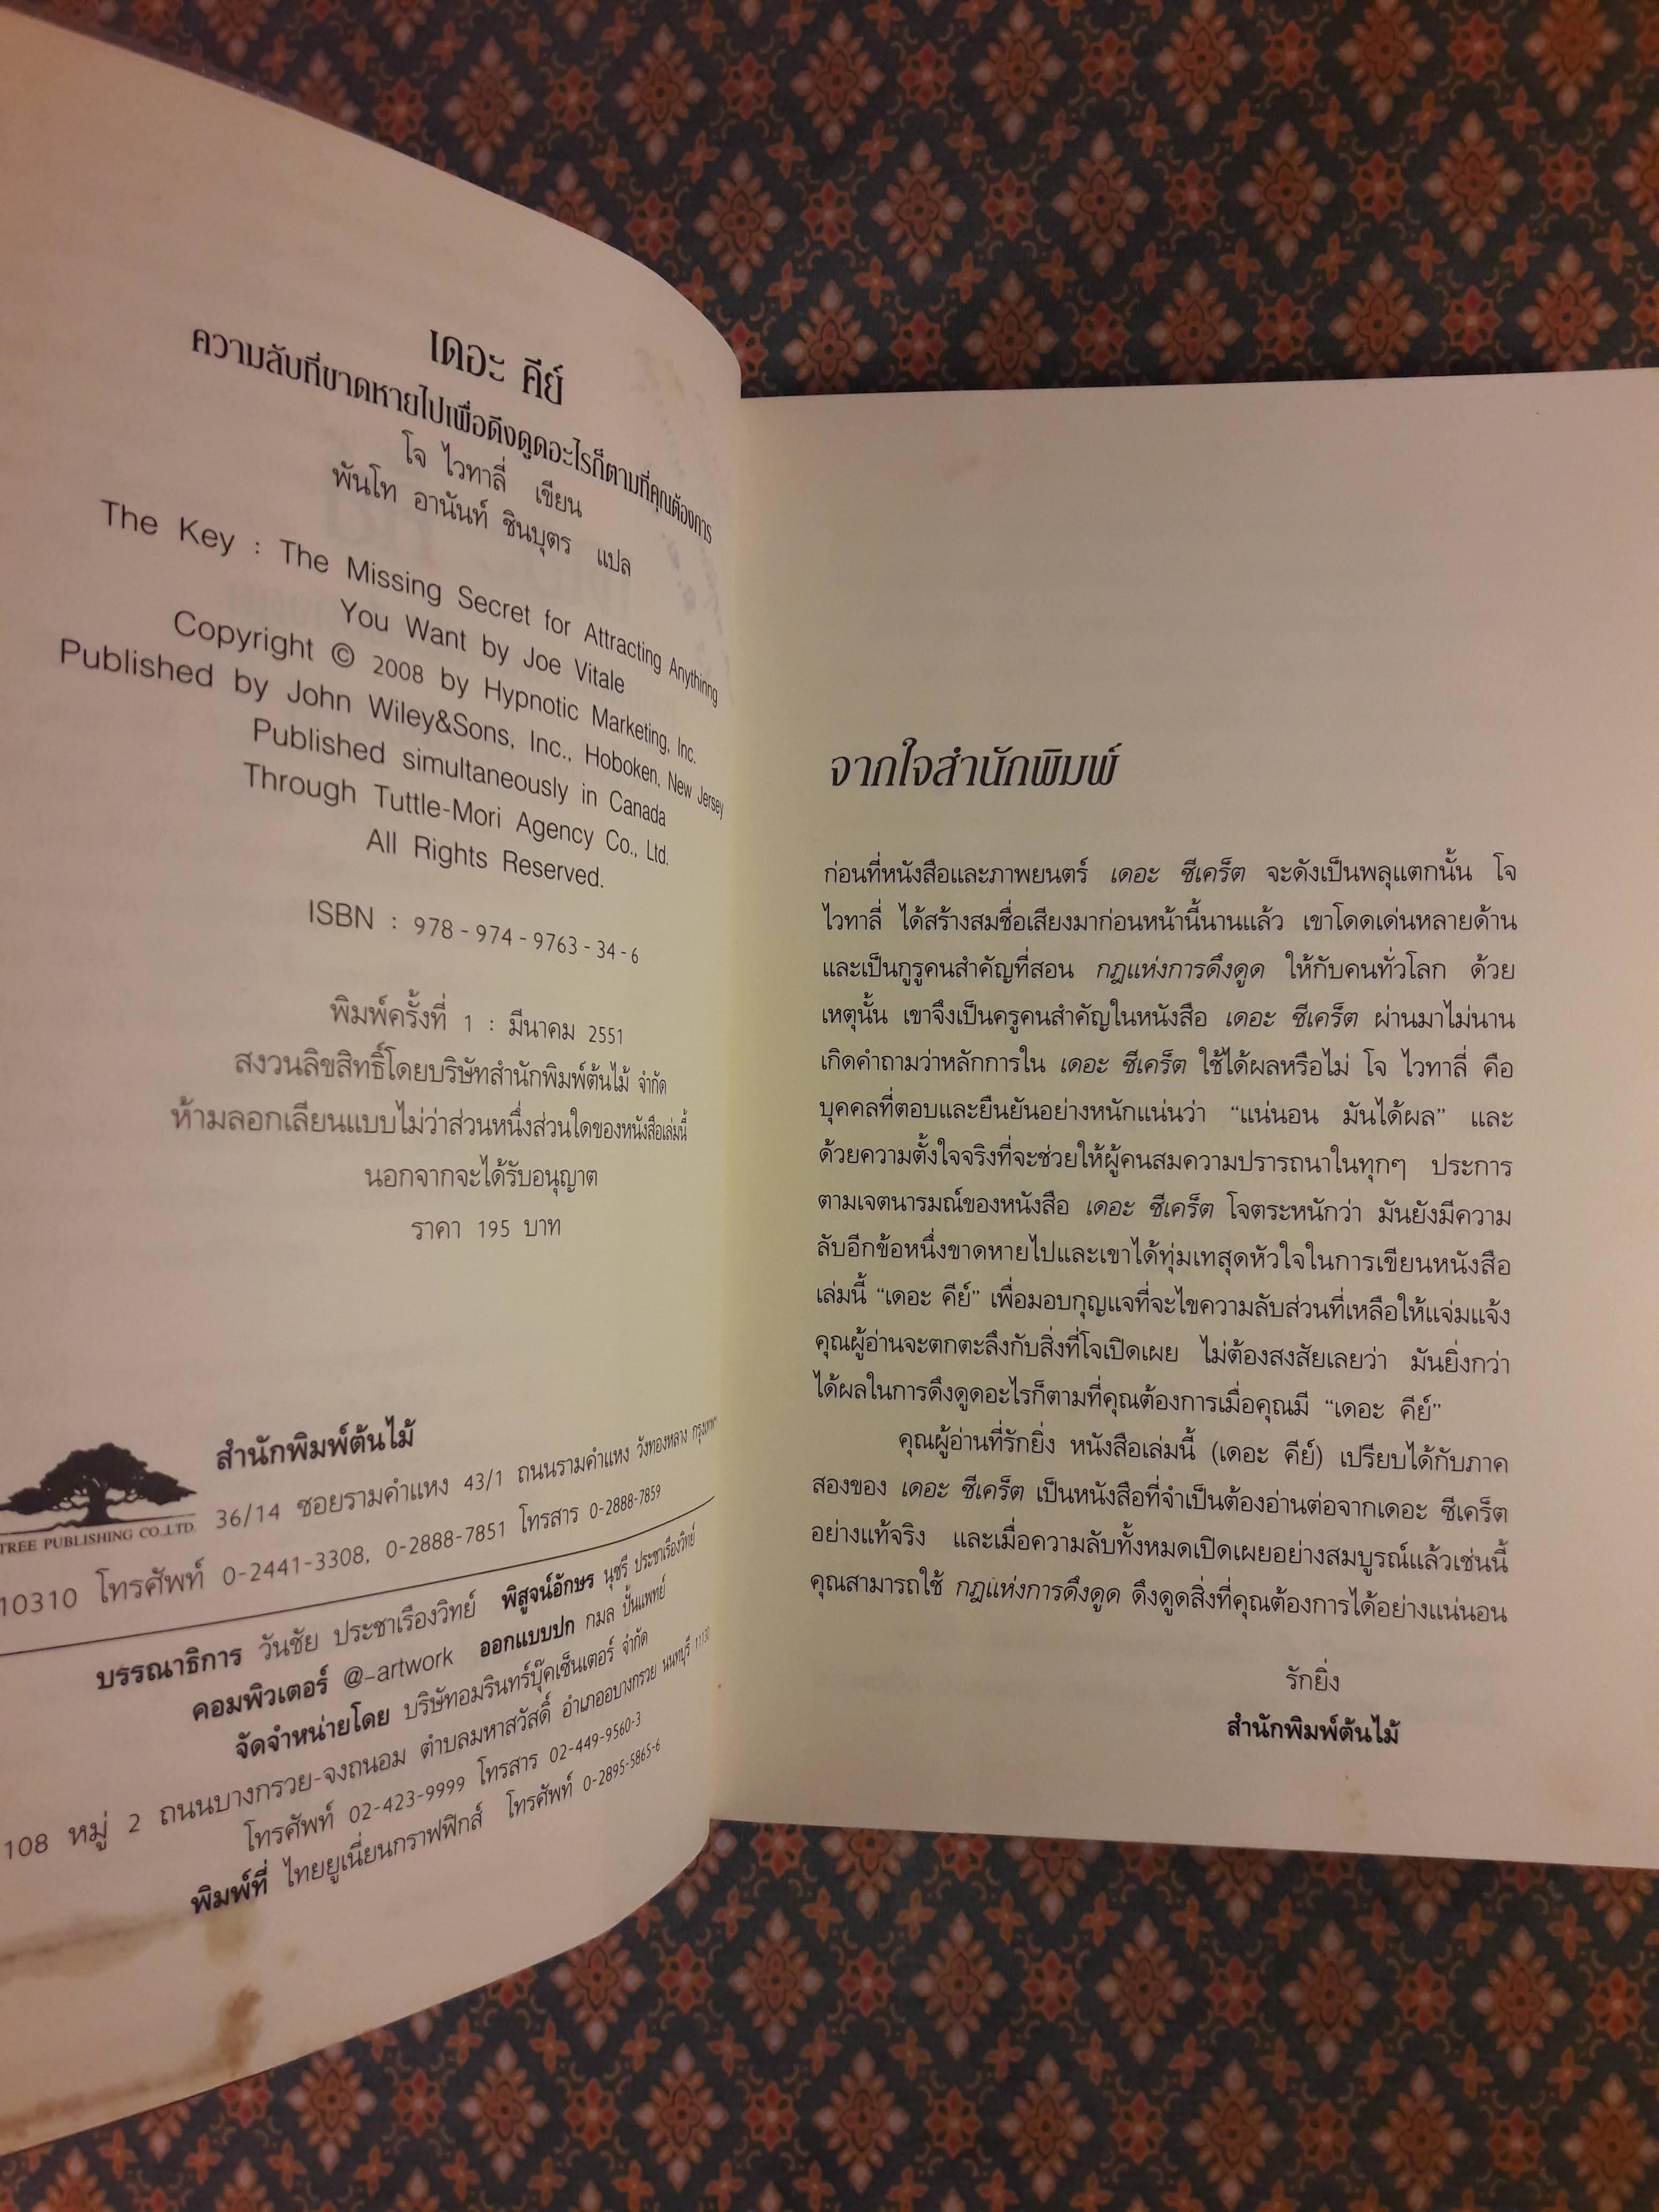 เดอะ คีย์
ความลับที่ขาดหายไปเพื่อดึงดูดอะไรก็ตามที่คุณต้องการ
โจ ไวทาลี่ เขียน
พันโท อานันท์ ชินบุตร แปล
The Key : The Missing Secret for Attracting Anythinng
You Want by Joe Vitale
Copyright © 2008 by Hypnotic Marketing, Inc.
Published by John Wiley&Sons, Inc., Hoboken, New Jersey
Published simultaneously in Canada
Through Tuttle-Mori Agency Co., Ltd.
All Rights Reserved.
ISBN : 978-974-9763-34-6
พิมพ์ครั้งที่ 1 : มีนาคม 2551
สงวนลิขสิทธิ์โดยบริษัทสำนักพิมพ์ต้นไม้ จำกัด
ห้ามลอกเลียนแบบไม่ว่าส่วนหนึ่งส่วนใดของหนังสือเล่มนี้
นอกจากจะได้รับอนุญาต
ราคา 195 บาท
สำนักพิมพ์ต้นไม้
TREE PUBLISHING CO.,LTD.
36/14 ซอยรามคำแหง 43/1 ถนนรามคำแหง วังทองหลาง กรุงเทพฯ
10310 โทรศัพท์ 0-2441-3308, 0-2888-7851 โทรสาร 0-2888-7859
บรรณาธิการ วันชัย ประชาเรืองวิทย์ พิสูจน์อักษร นุชรี ประชาเรืองวิทย์
คอมพิวเตอร์ @-artwork ออกแบบปก กมล ปั้นแพทย์
จัดจำหน่ายโดย บริษัทอมรินทร์บุ๊คเซ็นเตอร์ จำกัด
108 หมู่ 2 ถนนบางกรวย-จงถนอม ตำบลมหาสวัสดิ์ อำเภออบางกรวย นนทบุรี 11130
โทรศัพท์ 02-423-9999 โทรสาร 02-449-9560-3
พิมพ์ที่ ไทยยูเนี่ยนกราฟฟิกส์ โทรศัพท์ 0-2895-5865-6
จากใจสำนักพิมพ์
ก่อนที่หนังสือและภาพยนตร์ เดอะ ซีเคร็ต จะดังเป็นพลุแตกนั้น โจ
ไวทาลี่ ได้สร้างสมชื่อเสียงมาก่อนหน้านี้นานแล้ว เขาโดดเด่นหลายด้าน
และเป็นกูรูคนสำคัญที่สอน กฎแห่งการดึงดูด ให้กับคนทั่วโลก ด้วย
เหตุนั้น เขาจึงเป็นครูคนสำคัญในหนังสือ เดอะ ซีเคร็ต ผ่านมาไม่นาน
เกิดคำถามว่าหลักการใน เดอะ ซีเคร็ต ใช้ได้ผลหรือไม่ โจ ไวทาลี่ คือ
บุคคลที่ตอบและยืนยันอย่างหนักแน่นว่า “แน่นอน มันได้ผล” และ
ด้วยความตั้งใจจริงที่จะช่วยให้ผู้คนสมความปรารถนาในทุกๆ ประการ
ตามเจตนารมณ์ของหนังสือ เดอะ ซีเคร็ต โจตระหนักว่า มันยังมีความ
ลับอีกข้อหนึ่งขาดหายไปและเขาได้ทุ่มเทสุดหัวใจในการเขียนหนังสือ
เล่มนี้ “เดอะ คีย์” เพื่อมอบกุญแจที่จะไขความลับส่วนที่เหลือให้แจ่มแจ้ง
คุณผู้อ่านจะตกตะลึงกับสิ่งที่โจเปิดเผย ไม่ต้องสงสัยเลยว่า มันยิ่งกว่า
ได้ผลในการดึงดูดอะไรก็ตามที่คุณต้องการเมื่อคุณมี “เดอะ คีย์”
คุณผู้อ่านที่รักยิ่ง หนังสือเล่มนี้ (เดอะ คีย์) เปรียบได้กับภาค
สองของ เดอะ ซีเคร็ต เป็นหนังสือที่จำเป็นต้องอ่านต่อจากเดอะ ซีเคร็ต
อย่างแท้จริง และเมื่อความลับทั้งหมดเปิดเผยอย่างสมบูรณ์แล้วเช่นนี้
คุณสามารถใช้ กฎแห่งการดึงดูด ดึงดูดสิ่งที่คุณต้องการได้อย่างแน่นอน
รักยิ่ง
สำนักพิมพ์ต้นไม้